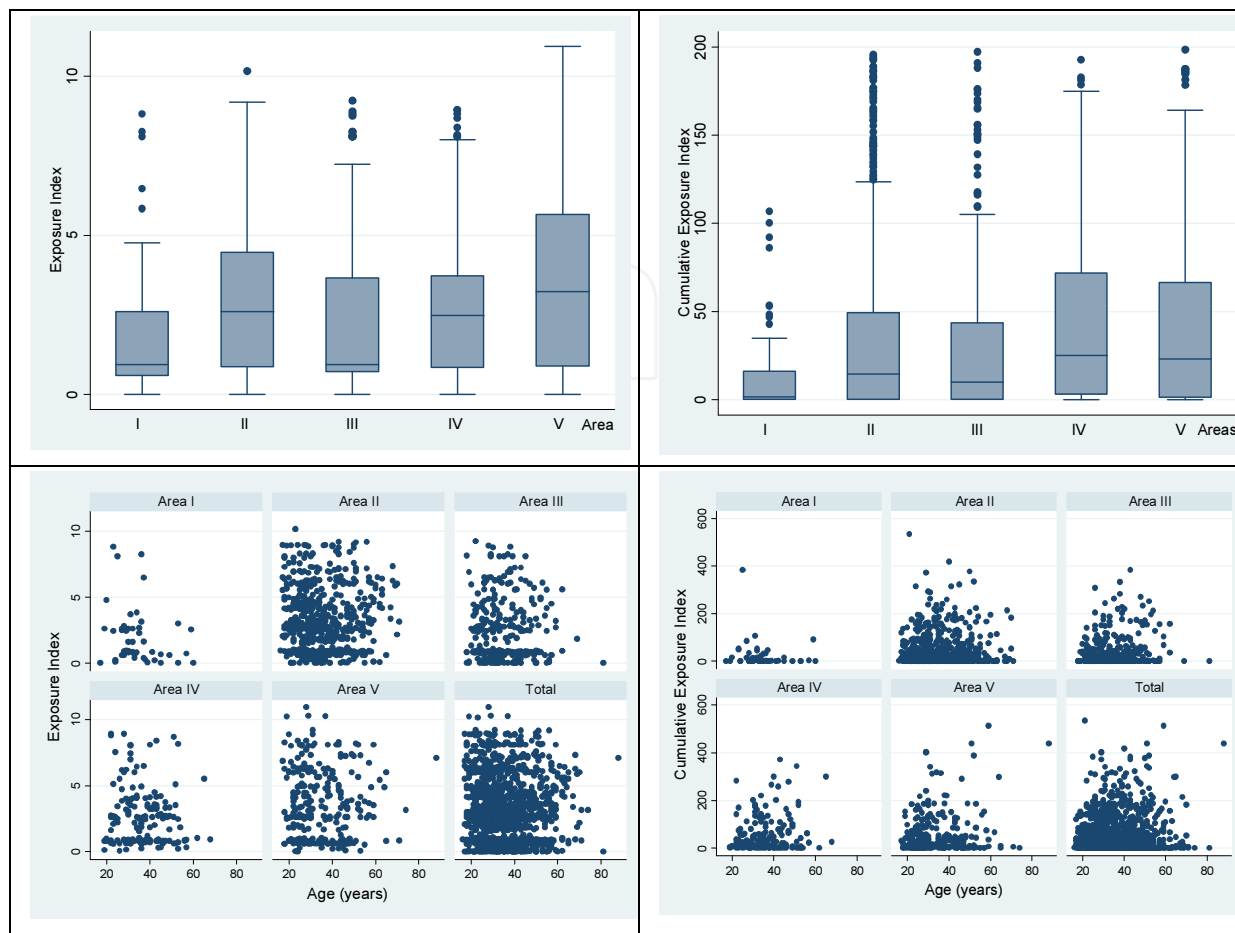 Exposure Index
10
5
0
I II III IV V Area
Cumulative Exposure Index
200
150
100
50
0
I II III IV V Areas
Exposure Index
Area I Area II Area III
10
5
0
Area IV Area V Total
10
5
0
20 40 60 80 20 40 60 80 20 40 60 80
Age (years)
Cumulative Exposure Index
Area I Area II Area III
600
400
200
0
Area IV Area V Total
600
400
200
0
20 40 60 80 20 40 60 80 20 40 60 80
Age (years)